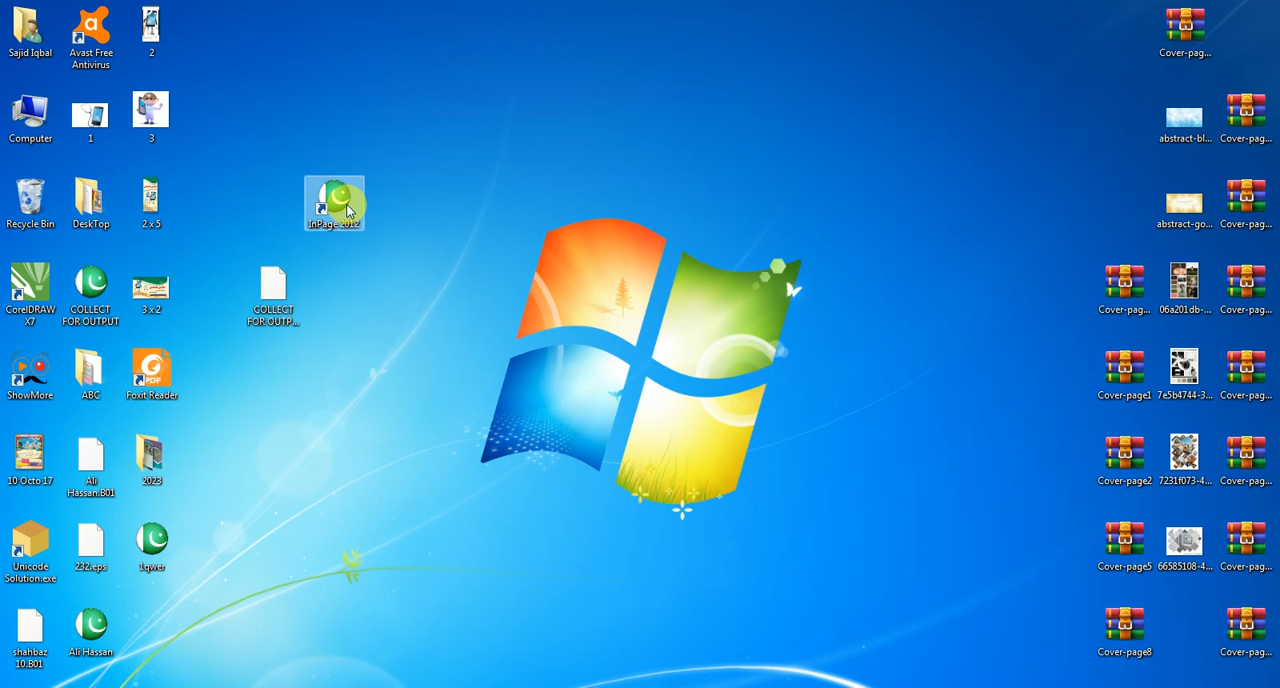 Sajid Iqbal
Avast Free
Antivirus
2
Computer
1
3
Recycle Bin
DeskTop
2 x 5
InPage 2012
CorelDRAW
X7
COLLECT
FOR OUTPUT
3 x 2
COLLECT
FOR OUTP...
ShowMore
ABC
PDF
Foxit Reader
10 Octo 17
Ali
Hassan.B01
2023
Unicode
Solution.exe
232.eps
1qwer
shahbaz
10.B01
Ali Hassan
Cover-pag...
abstract-bl...
Cover-pag...
abstract-go...
Cover-pag...
Cover-pag...
06a201db-...
Cover-pag...
Cover-page1
7e5b4744-3...
Cover-pag...
Cover-page2
7231f073-4...
Cover-pag...
Cover-page5
66585108-4...
Cover-pag...
Cover-page8
Cover-pag...